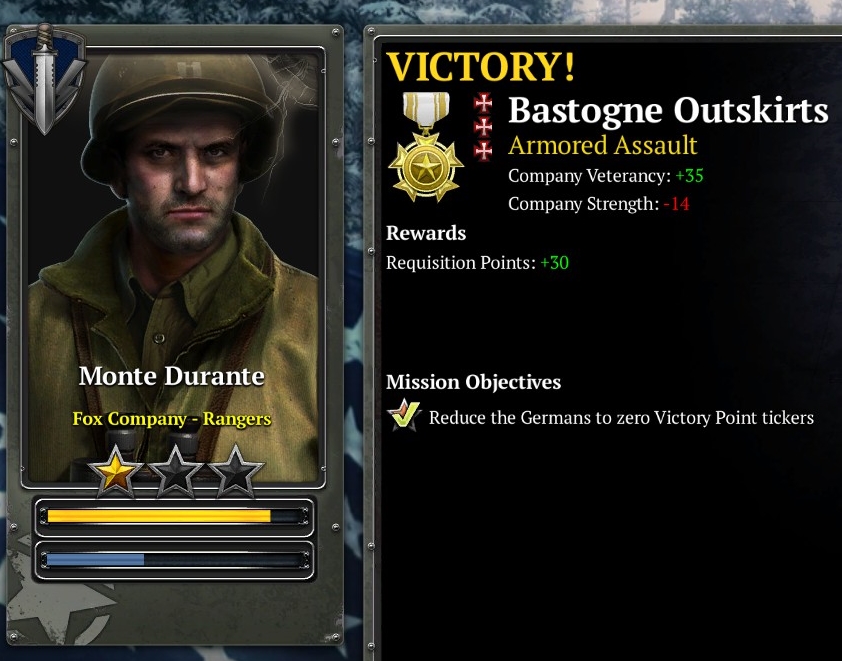 Monte Durante
Fox Company - Rangers
VICTORY!
Bastogne Outskirts
Armored Assault
Company Veterancy: +35
Company Strength: -14
Rewards
Requisition Points: +30
Mission Objectives
Reduce the Germans to zero Victory Point tickers